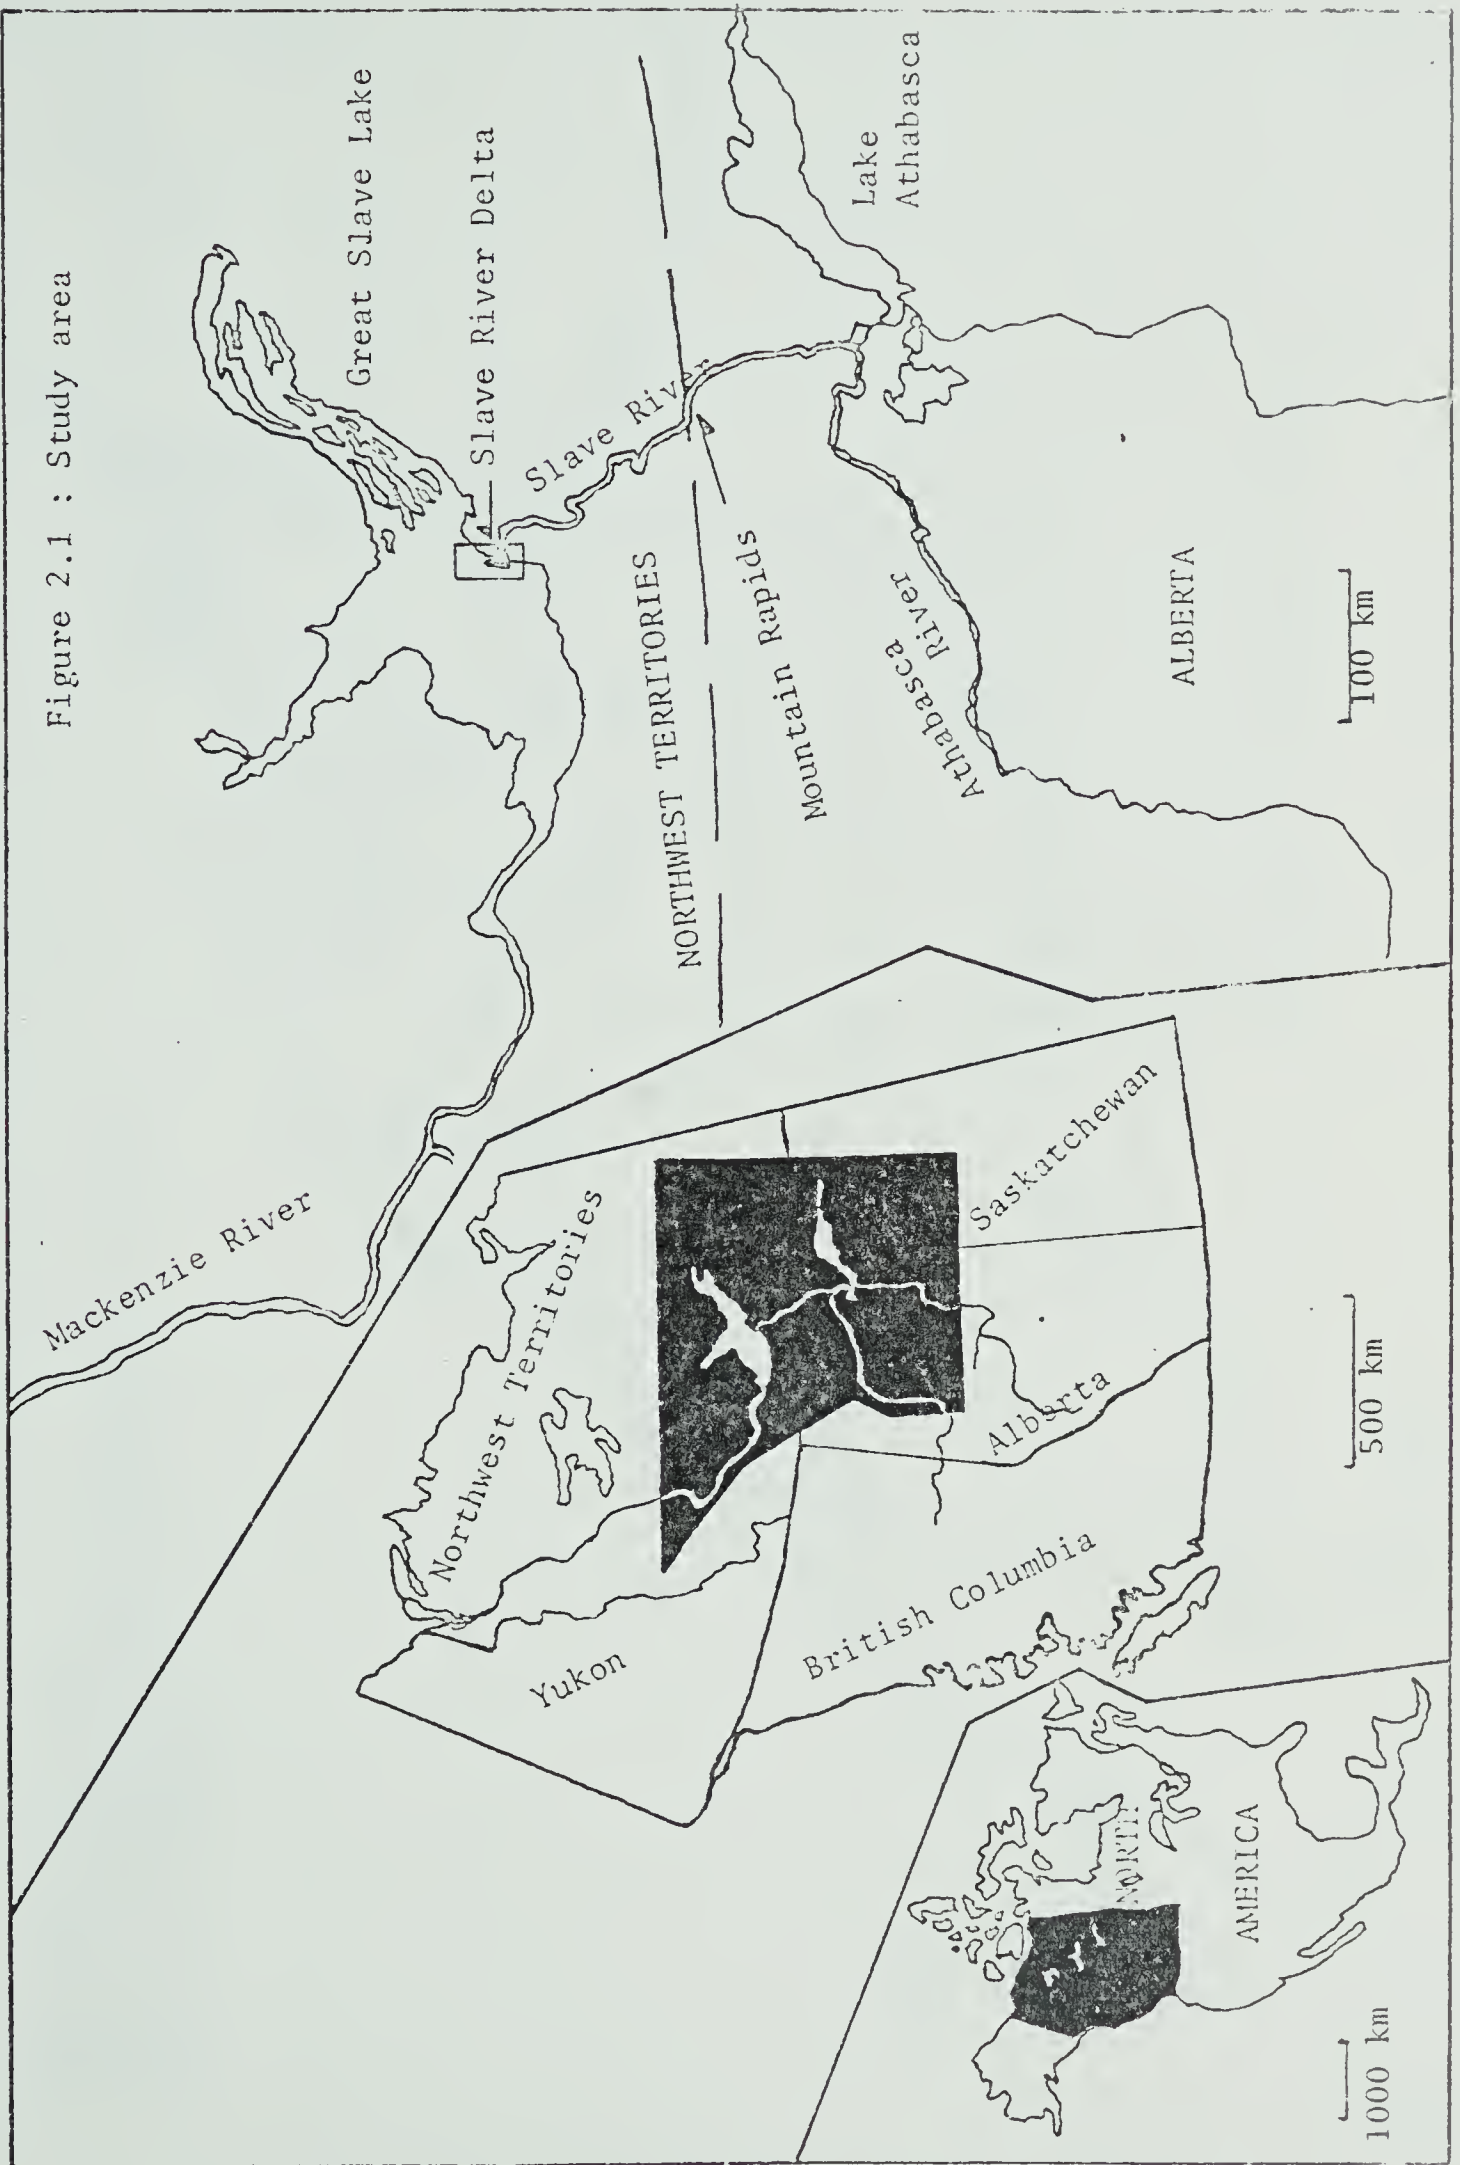 Figure 2.1 : Study area
Great Slave Lake
Slave River Delta
Slave River
Mackenzie River
NORTHWEST TERRITORIES
Mountain Rapids
Lake
Athabasca
Athabasca
River
ALBERTA
100 km
Northwest Territories
Yukon
British Columbia
Alberta
Saskatchewan
500 km
NORTH
AMERICA
1000 km